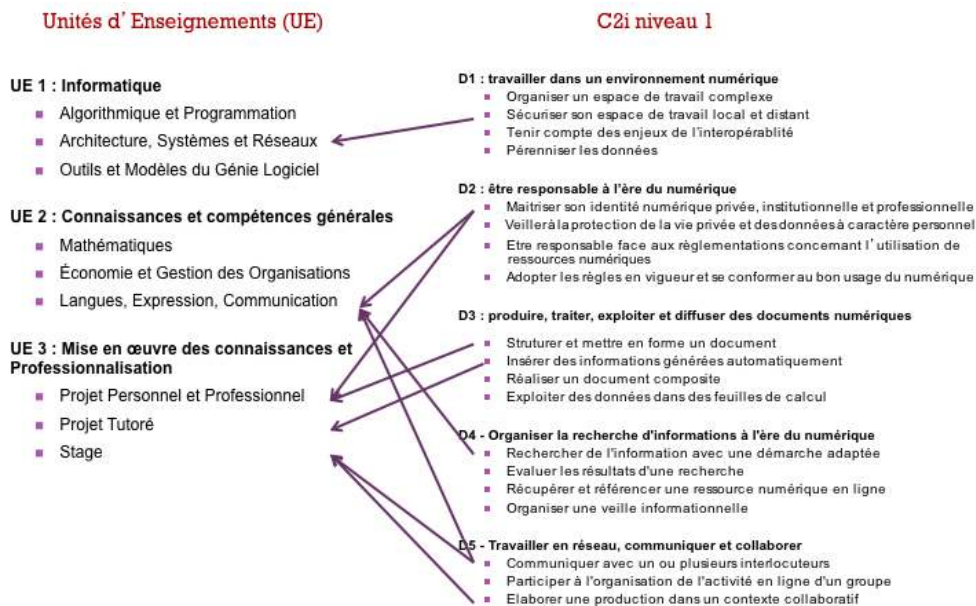 Unités d’Enseignements (UE)
UE 1 : Informatique
Algorithmique et Programmation
Architecture, Systèmes et Réseaux
Outils et Modèles du Génie Logiciel
UE 2 : Connaissances et compétences générales
Mathématiques
Économie et Gestion des Organisations
Langues, Expression, Communication
UE 3 : Mise en œuvre des connaissances et
Professionnalisation
Projet Personnel et Professionnel
Projet Tutoré
Stage
C2i niveau 1
D1 : travailler dans un environnement numérique
Organiser un espace de travail complexe
Sécuriser son espace de travail local et distant
Tenir compte des enjeux de l'interopérablité
Pérenniser les données
D2 : être responsable à l'ère du numérique
Maitriser son identité numérique privée, institutionnelle et professionnelle
Veiller à la protection de la vie privée et des données à caractère personnel
Etre responsable face aux règlementations concernant l’utilisation de
ressources numériques
Adopter les règles en vigueur et se conformer au bon usage du numérique
D3 : produire, traiter, exploiter et diffuser des documents numériques
Struturer et mettre en forme un document
Insérer des informations générées automatiquement
Réaliser un document composite
Exploiter des données dans des feuilles de calcul
D4 - Organiser la recherche d'informations à l'ère du numérique
Rechercher de l'information avec une démarche adaptée
Evaluer les résultats d'une recherche
Récupérer et référencer une ressource numérique en ligne
Organiser une veille informationnelle
D5 - Travailler en réseau, communiquer et collaborer
Communiquer avec un ou plusieurs interlocuteurs
Participer à l'organisation de l'activité en ligne d'un groupe
Elaborer une production dans un contexte collaboratif